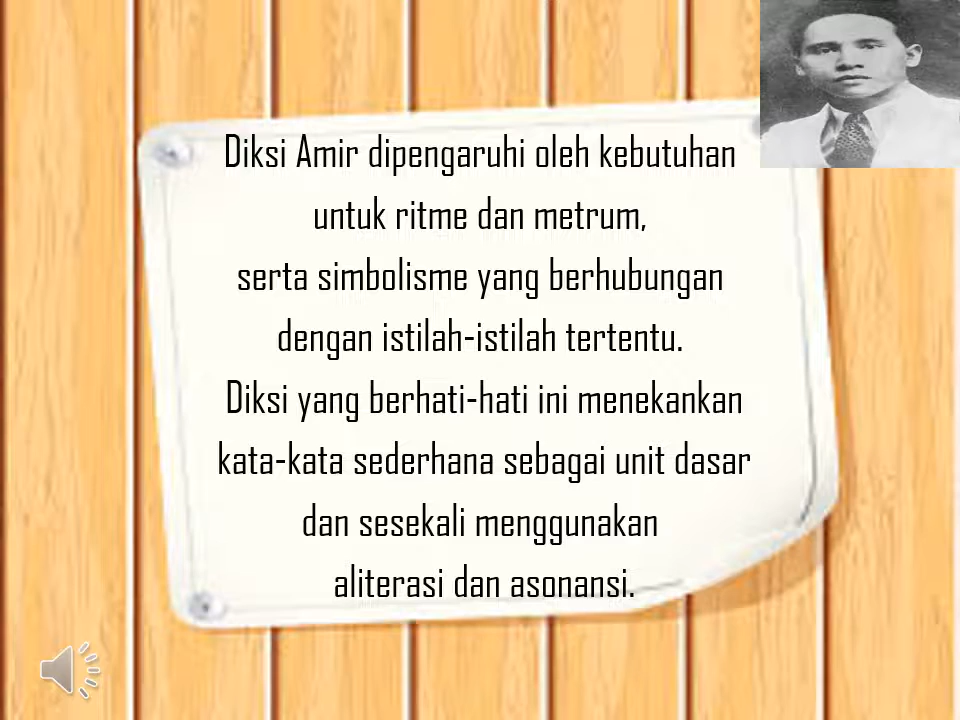 Diksi Amir dipengaruhi oleh kebutuhan
untuk ritme dan metrum,
serta simbolisme yang berhubungan
dengan istilah-istilah tertentu.
Diksi yang berhati-hati ini menekankan
kata-kata sederhana sebagai unit dasar
dan sesekali menggunakan
aliterasi dan asonansi.